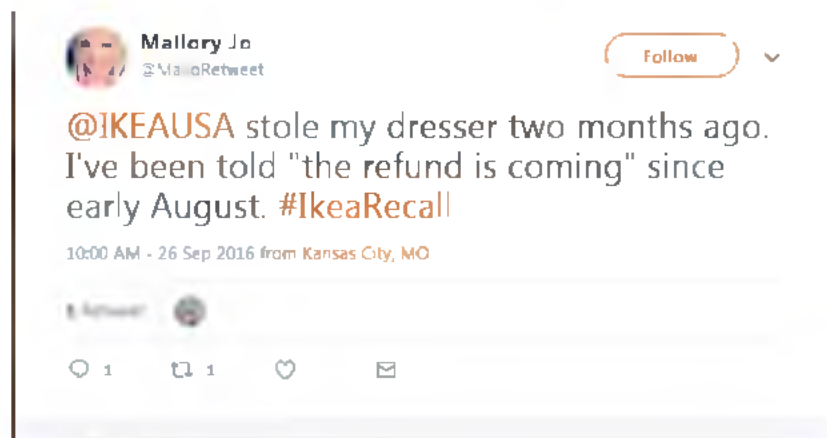 Mallory Jo
Follow
@IKEAUSA stole my dresser two months ago.
I've been told "the refund is coming" since
early August. #IkeaRecall
10:00 AM - 26 Sep 2016 from Kansas City, MO
1
1